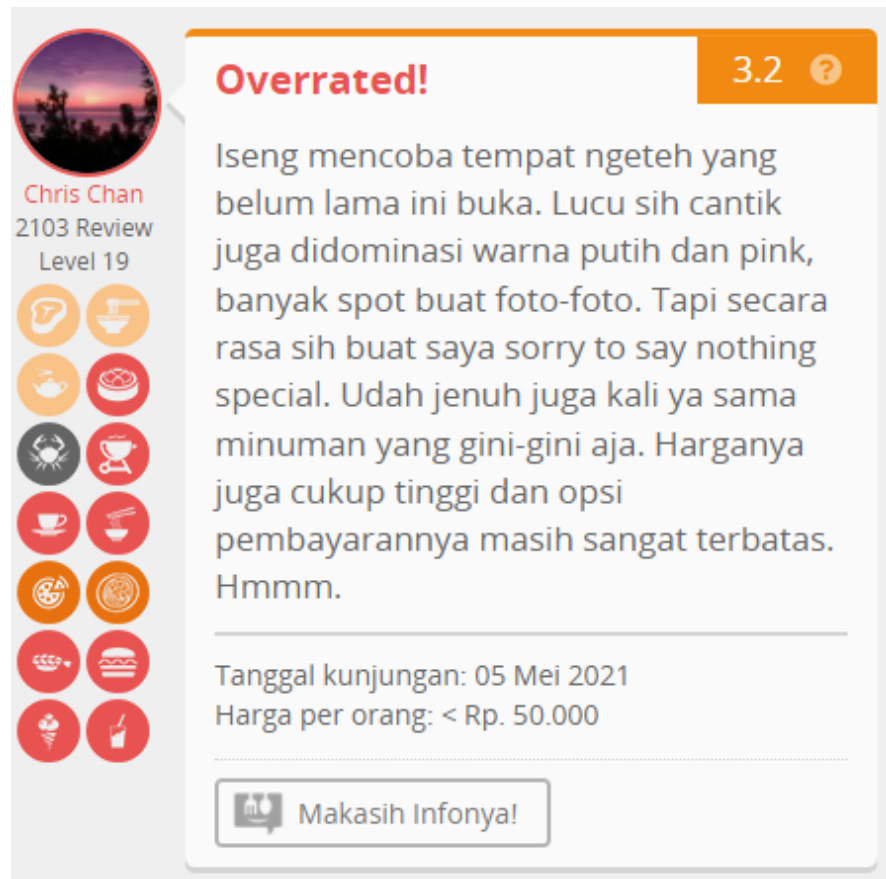 Overrated!
3.2 ?
Iseng mencoba tempat ngeteh yang
belum lama ini buka. Lucu sih cantik
juga didominasi warna putih dan pink,
banyak spot buat foto-foto. Tapi secara
rasa sih buat saya sorry to say nothing
special. Udah jenuh juga kali ya sama
minuman yang gini-gini aja. Harganya
juga cukup tinggi dan opsi
pembayarannya masih sangat terbatas.
Hmmm.
Tanggal kunjungan: 05 Mei 2021
Harga per orang: < Rp. 50.000
Makasih Infonya!
Chris Chan
2103 Review
Level 19